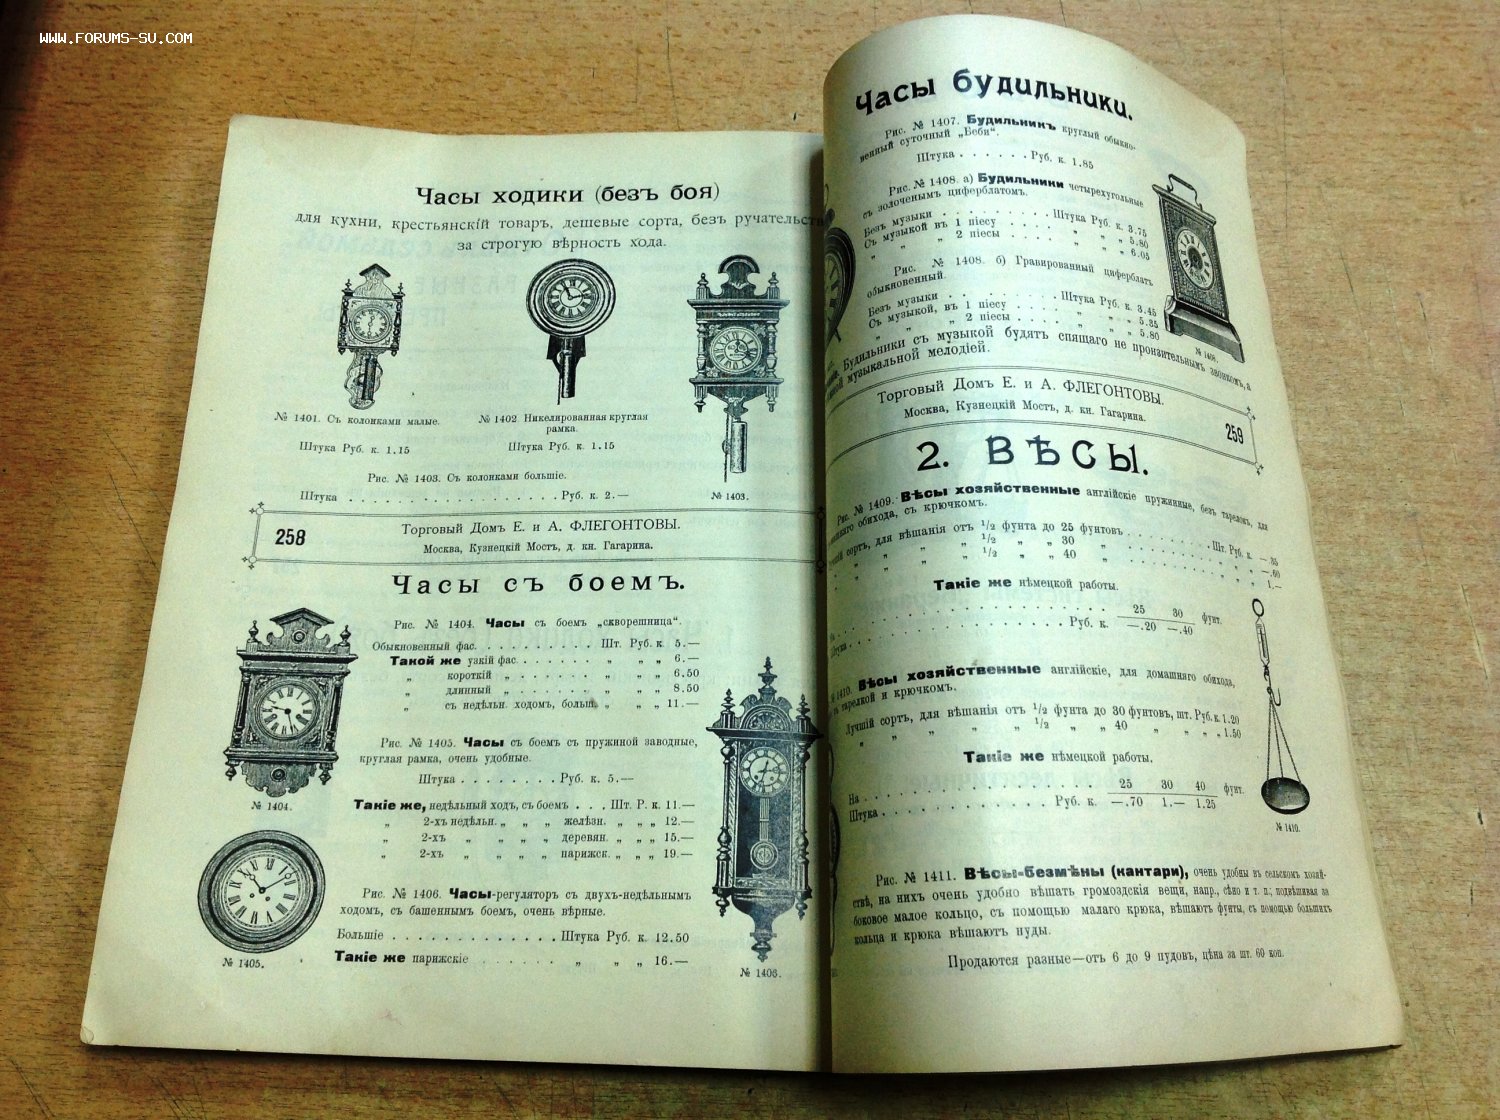 WWW.FORUMS-SU.COM
Часы ходики (безъ боя)
для кухни, крестьянскій товаръ, дешевые сорта, безъ ручательств
за строгую вѣрность хода.
№ 1401. Съ колонками малые.
Штука Руб. к. 1.15
№ 1402. Никелированная круглая
рамка.
Штука Руб. к. 1.15
Рис. № 1403. Съ колонками большіе.
Штука . . . . . . . . . . . . . . . . . . . Руб. к. 2.—
№ 1403.
258
Торговый Домъ Е. и А. ФЛЕГОНТОВЫ.
Москва, Кузнецкій Мостъ, д. кн. Гагарина.
Часы съ боемъ.
Рис. № 1404. Часы съ боемъ „скворешница“.
Обыкновенный фас. . . . . . . . . . Шт. Руб. к. 5.—
Такой же узкій фас. . . . . . . „ „ „ 6.—
„ короткій „ . . . . . . . „ „ „ 6.50
„ длинный „ . . . . . . . „ „ „ 8.50
„ съ недѣльн. ходомъ, больш. „ „ „ 11.—
№ 1404.
Рис. № 1405. Часы съ боемъ съ пружиной заводные,
круглая рамка, очень удобные.
Штука . . . . . . . . Руб. к. 5.—
Такіе же, недѣльный ходъ, съ боемъ . . . Шт. Р. к. 11.—
„ 2-хъ недѣльн. „ „ „ желѣзн. „ „ „ 12.—
„ 2-хъ „ „ „ „ деревян. „ „ „ 15.—
„ 2-хъ „ „ „ „ парижск. „ „ „ 19.—
№ 1405.
Рис. № 1406. Часы-регуляторъ съ двухъ-недѣльнымъ
ходомъ, съ башеннымъ боемъ, очень вѣрные.
Большіе . . . . . . . . . . . . . Штука Руб. к. 12.50
Такіе же парижскіе . . . . . . „ „ „ 16.—
№ 1406.
Часы будильники.
Рис. № 1407. Будильникъ круглый обыкно-
венный суточный „Беби“.
Штука . . . . . . Руб. к. 1.85
Рис. № 1408. а) Будильники четырехугольные
съ золоченымъ циферблатомъ.
Безъ музыки . . . . . . . . . Штука Руб. к. 3.75
Съ музыкой въ 1 піесу . . . . „ „ „ 5.80
„ „ 2 піесы . . . . „ „ „ 6.05
Рис. № 1408. б) Гравированный циферблатъ
обыкновенный.
Безъ музыки . . . . . . . . . Штука Руб. к. 3.45
Съ музыкой, въ 1 піесу . . . . „ „ „ 5.35
„ „ 2 піесы . . . . „ „ „ 5.80
№ 1408.
Будильники съ музыкой будятъ спящаго не пронзительнымъ звонкомъ, а
музыкальной мелодіей.
Торговый Домъ Е. и А. ФЛЕГОНТОВЫ.
Москва, Кузнецкій Мостъ, д. кн. Гагарина.
259
2. ВѢСЫ.
Рис. № 1409. Вѣсы хозяйственные англійскіе пружинные, безъ тарелокъ, для
обихода, съ крючкомъ.
сортъ, для вѣшанія отъ 1/2 фунта до 25 фунтовъ . . . . . . . . . Шт. Руб. к. —.35
„ „ „ „ 1/2 „ „ 30 „ . . . . . . . . . „ „ „ —.60
„ „ „ „ 1/2 „ „ 40 „ . . . . . . . . . „ „ „ 1.—
Такіе же нѣмецкой работы.
На . . . . . . . . . . . . . . . . . . . . 25 30 фунт.
Штука . . . . . . . . . . . . . . . Руб. к. —.20 —.40
№ 1410. Вѣсы хозяйственные англійскіе, для домашняго обихода,
съ тарелкой и крючкомъ.
Лучшій сортъ, для вѣшанія отъ 1/2 фунта до 30 фунтовъ, шт. Руб. к. 1.20
„ „ „ „ „ 1/2 „ „ 40 „ „ „ „ 1.50
Такіе же нѣмецкой работы.
На . . . . . . . . . . . . . . . . . . 25 30 40 фунт.
Штука . . . . . . . . . . . . . Руб. к. —.70 1.— 1.25
№ 1410.
Рис. № 1411. Вѣсы-безмѣны (кантари), очень удобны въ сельскомъ хозяй-
ствѣ, на нихъ очень удобно вѣшать громоздскія вещи, напр., сѣно и т. п.; подвѣшивая за
боковое малое кольцо, съ помощью малаго крюка, вѣшаютъ фунты, съ помощью большихъ
кольца и крюка вѣшаютъ пуды.
Продаются разные—отъ 6 до 9 пудовъ, цѣна за шт. 60 коп.